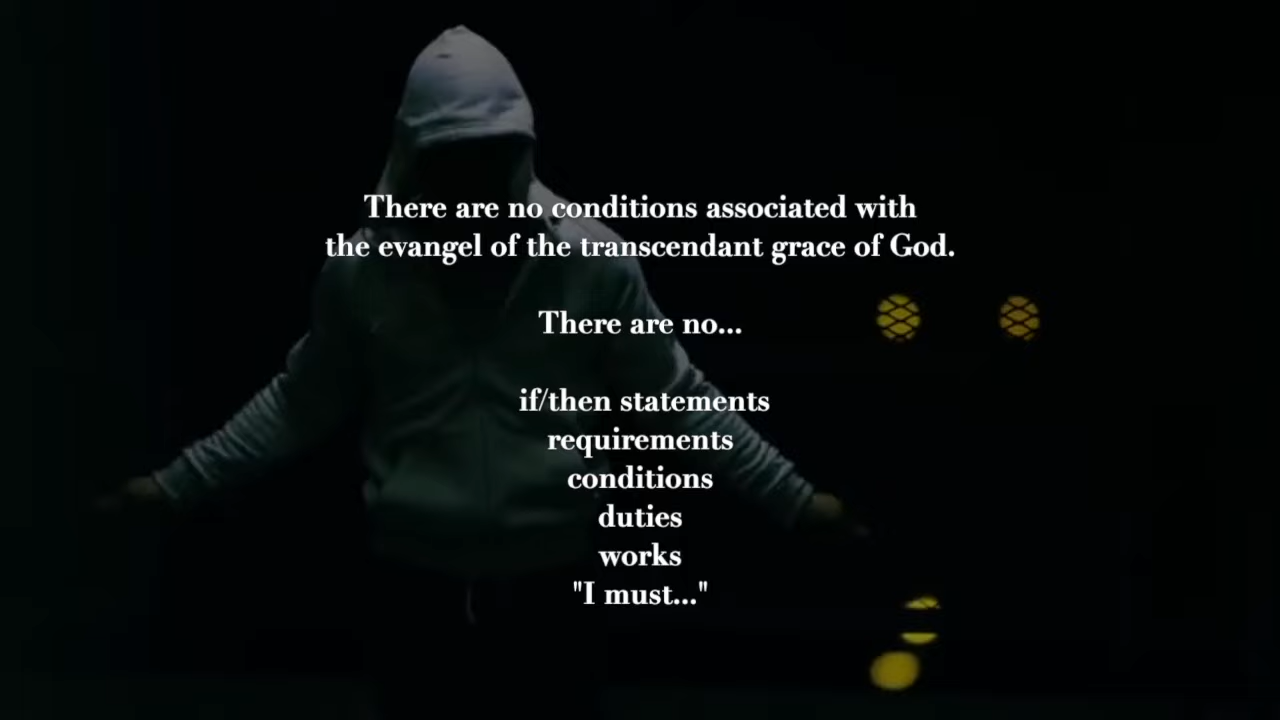 There are no conditions associated with
the evangel of the transcendant grace of God.
There are no...
if/then statements
requirements
conditions
duties
works
"I must..."